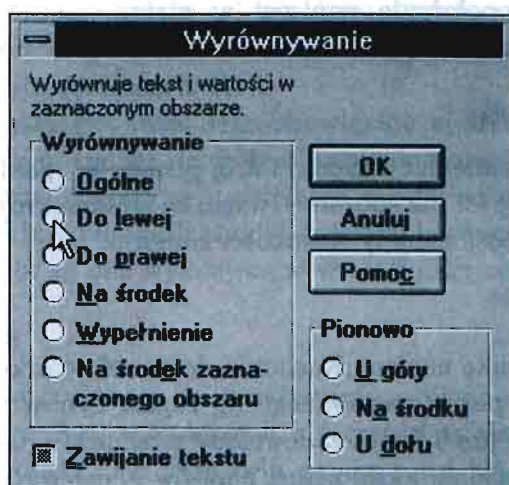 Wyrównywanie
Wyrównuje tekst i wartości w
zaznaczonym obszarze.
Wyrównywanie
Ogólne
Do lewej
Do prawej
Na środek
Wypełnienie
Na środek zazna-
czonego obszaru
Zawijanie tekstu
OK
Anuluj
Pomoc
Pionowo
U góry
Na środku
U dołu